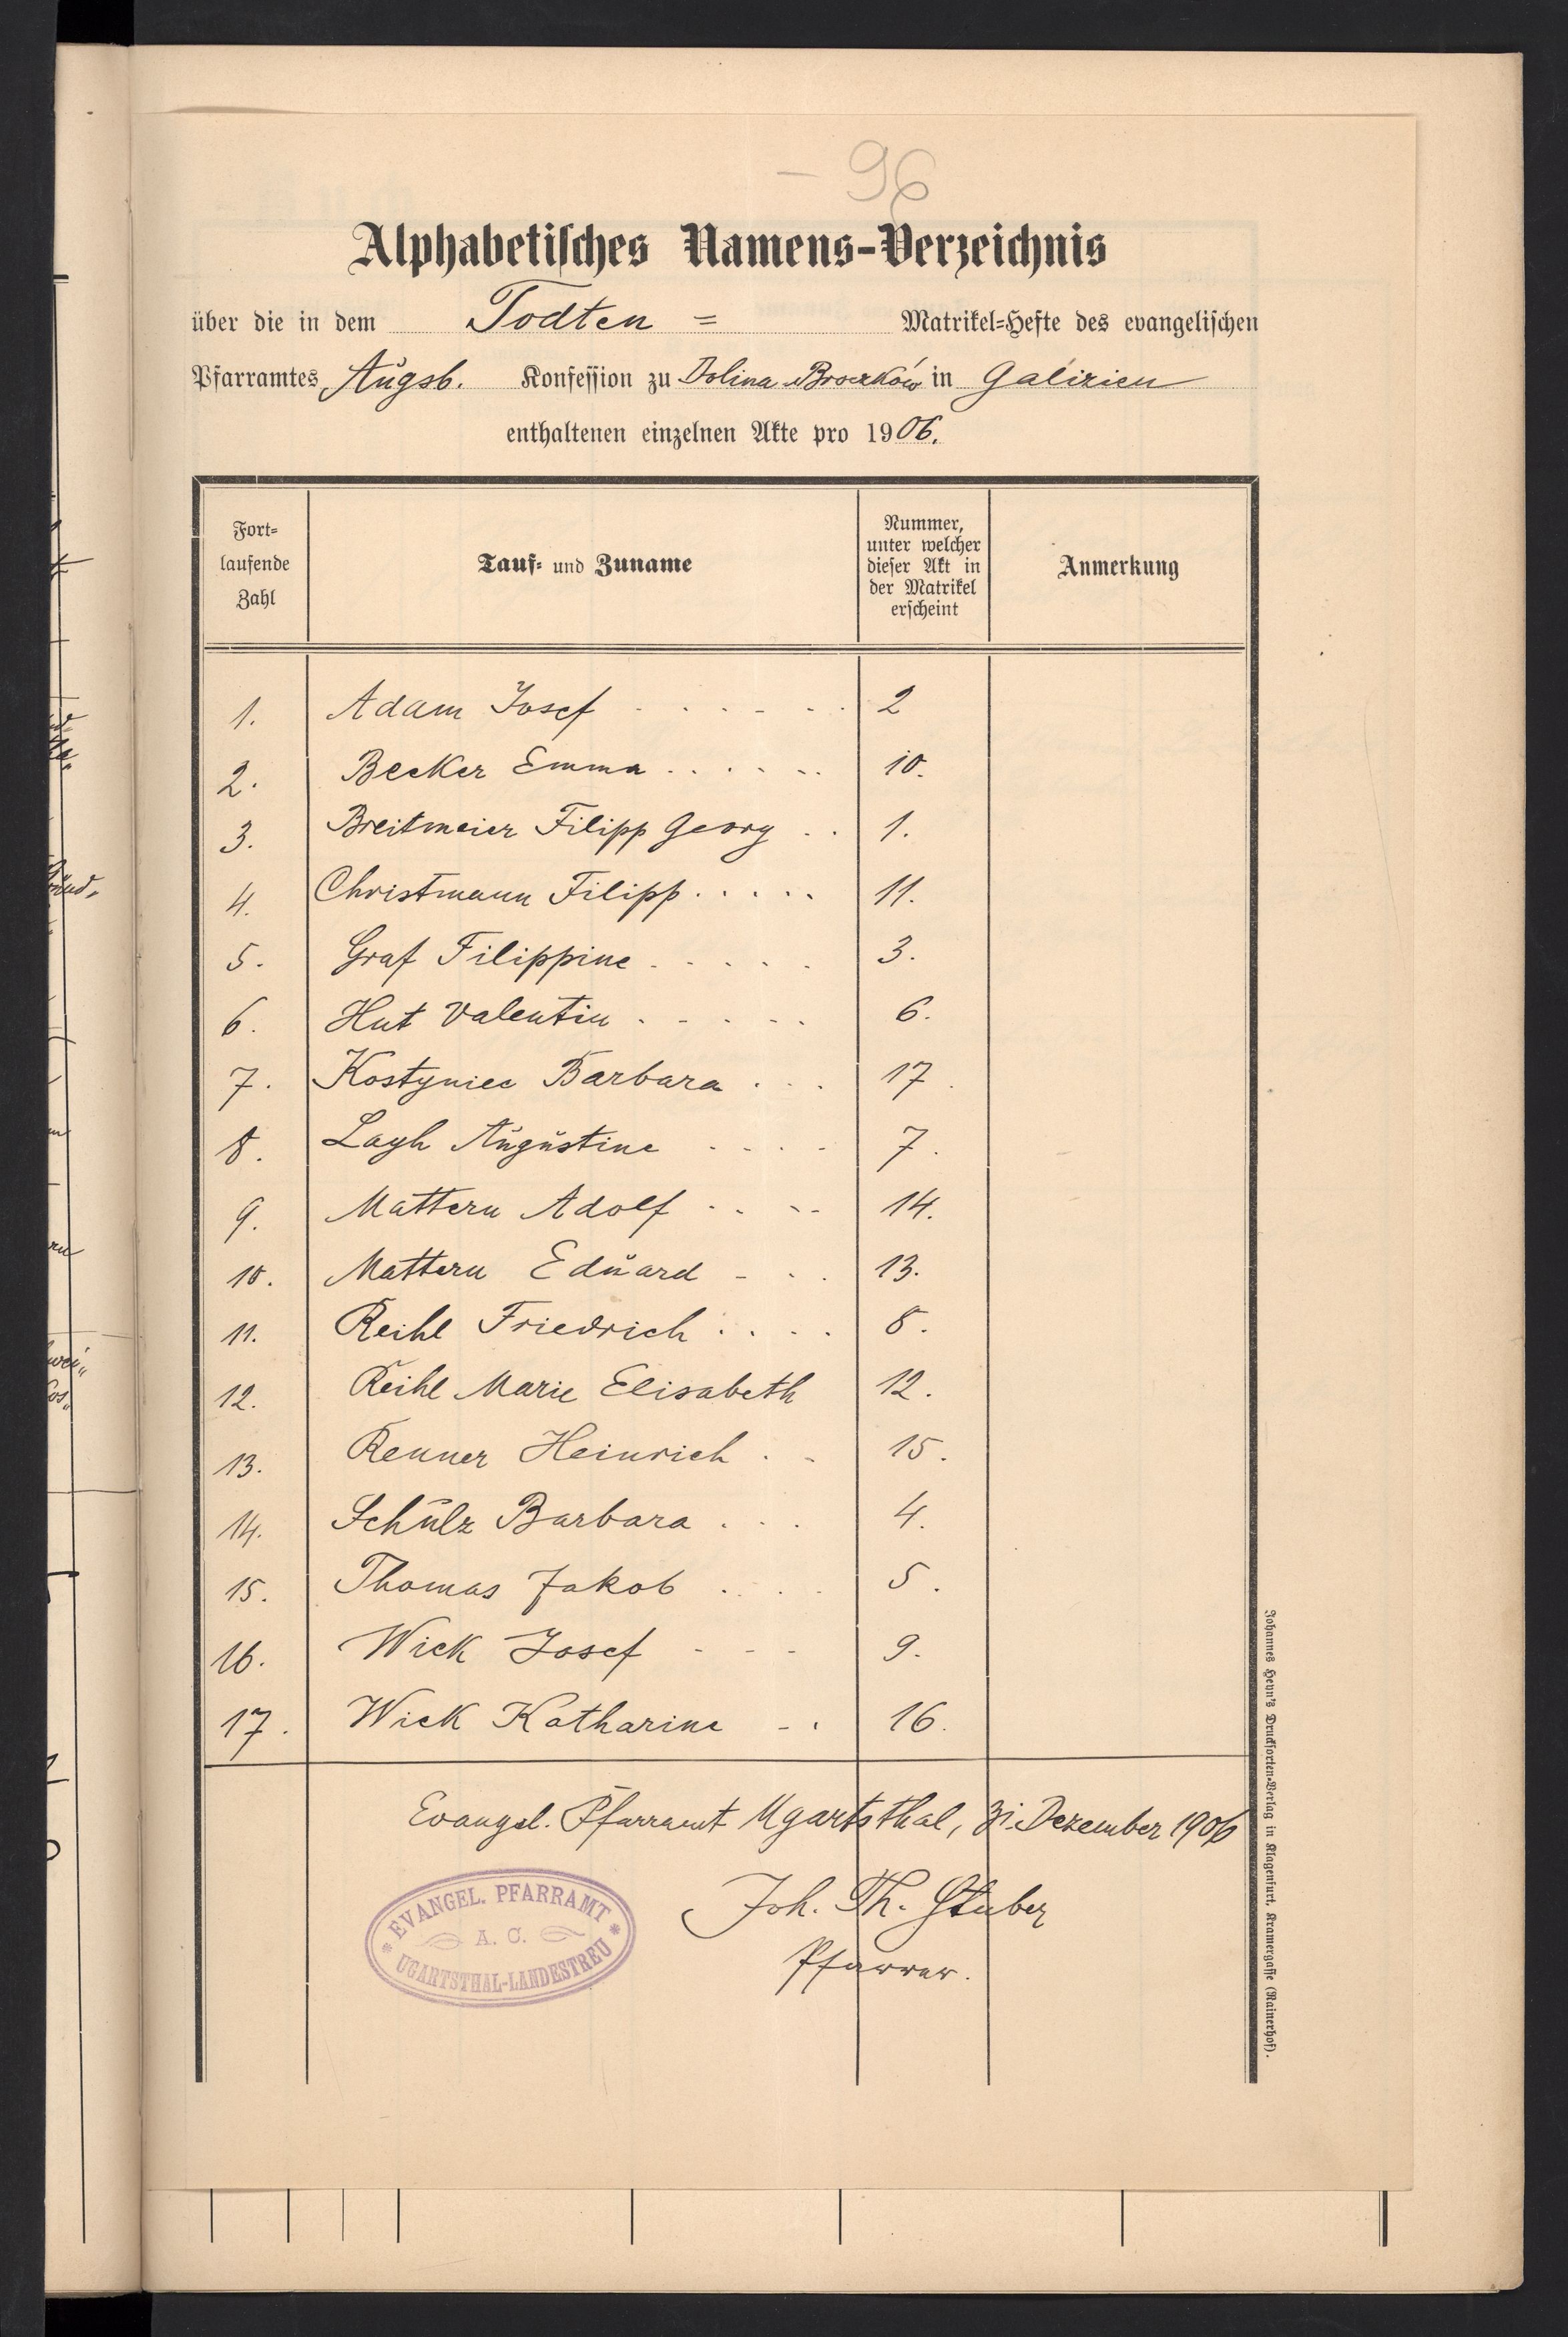 – 96
Alphabetisches Namens-Verzeichnis
über die in dem Todten = Matrikel-Hefte des evangelischen
Pfarramtes Augsb. Konfession zu Dolina Broczków in Galizien
enthaltenen einzelnen Akte pro 1906.
Fort-
laufende
Zahl
Tauf- und Zuname
Nummer,
unter welcher
dieser Akt in
der Matrikel
erscheint
Anmerkung
1. Adam Josef 2
2. Becker Emma 10.
3. Breitmeier Filipp Georg 1.
4. Christmann Filipp 11.
5. Graf Filippine 3.
6. Hut Valentin 6.
7. Kostyniec Barbara 17.
8. Layh Augustine 7.
9. Mattern Adolf 14.
10. Mattern Eduard 13.
11. Reihl Friedrich 8.
12. Reihl Marie Elisabeth 12.
13. Renner Heinrich 15.
14. Schulz Barbara 4.
15. Thomas Jakob 5.
16. Wick Josef 9.
17. Wick Katharine 16.
Evangel. Pfarramt Ugartsthal, 31. Dezember 1906
Joh. Th. Stuber
Pfarrer.
EVANGEL. PFARRAMT
A. C.
UGARTSTHAL-LANDESTREU
Johannes Heyn's Drucksorten-Verlag in Klagenfurt, Kramergasse (Rainerhof).